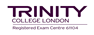 TRINITY
COLLEGE LONDON
Registered Exam Centre 61104